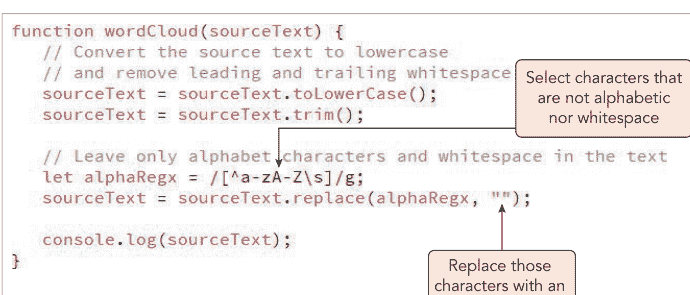 function wordCloud(sourceText) {
// Convert the source text to lowercase
// and remove leading and trailing whitespace
sourceText = sourceText.toLowerCase();
sourceText = sourceText.trim();
Select characters that
are not alphabetic
nor whitespace
// Leave only alphabet characters and whitespace in the text
let alphaRegx = /[^a-zA-Z\s]/g;
sourceText = sourceText.replace(alphaRegx, "");
console.log(sourceText);
}
Replace those
characters with an